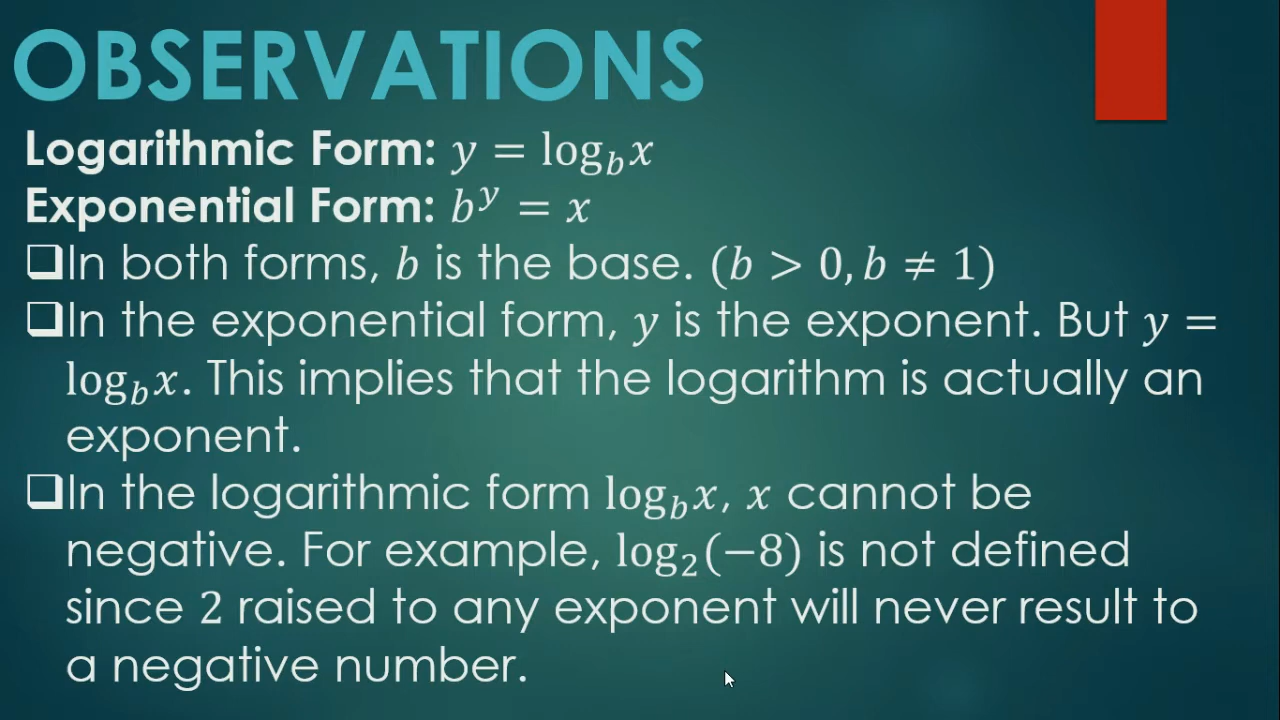 OBSERVATIONS
Logarithmic Form: y = log_b x
Exponential Form: b^y = x
❑In both forms, b is the base. (b > 0, b ≠ 1)
❑In the exponential form, y is the exponent. But y =
log_b x. This implies that the logarithm is actually an
exponent.
❑In the logarithmic form log_b x, x cannot be
negative. For example, log_2(−8) is not defined
since 2 raised to any exponent will never result to
a negative number.